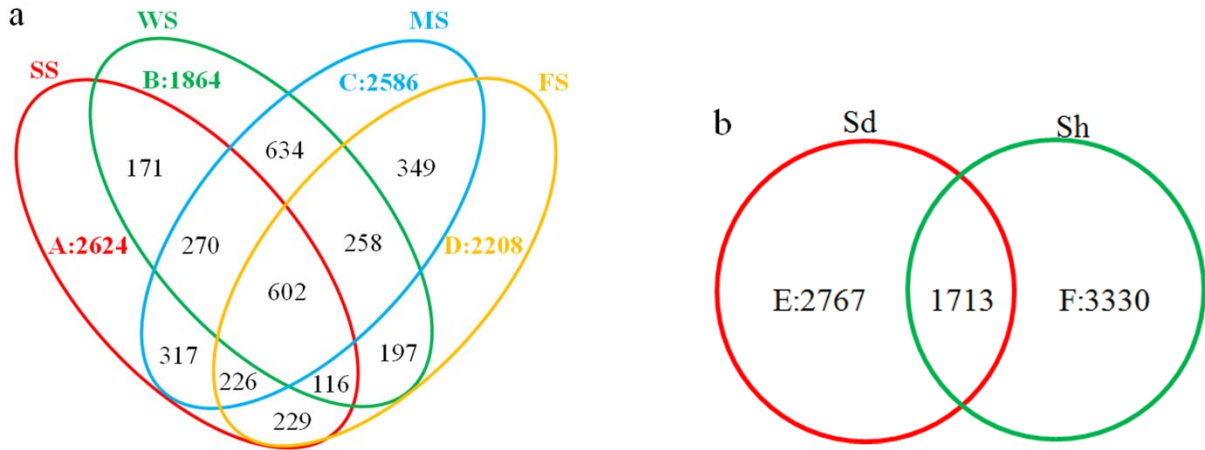 a
WS
MS
SS
FS
B:1864
C:2586
634
171
349
A:2624
270
258
D:2208
602
317
197
226
116
229
b
Sd
Sh
E:2767
1713
F:3330